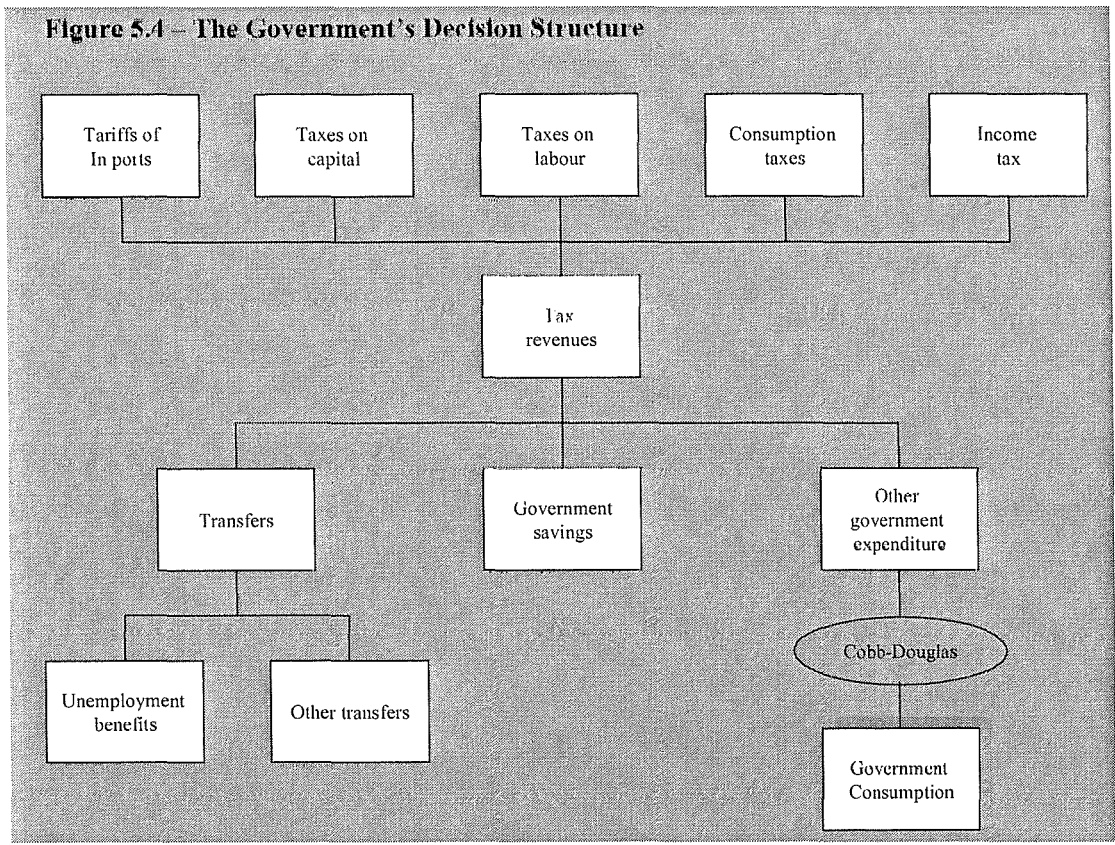 Figure 5.4 – The Government's Decision Structure
Tariffs of
In ports
Taxes on
capital
Taxes on
labour
Consumption
taxes
Income
tax
Tax
revenues
Transfers
Government
savings
Other
government
expenditure
Cobb-Douglas
Unemployment
benefits
Other transfers
Government
Consumption